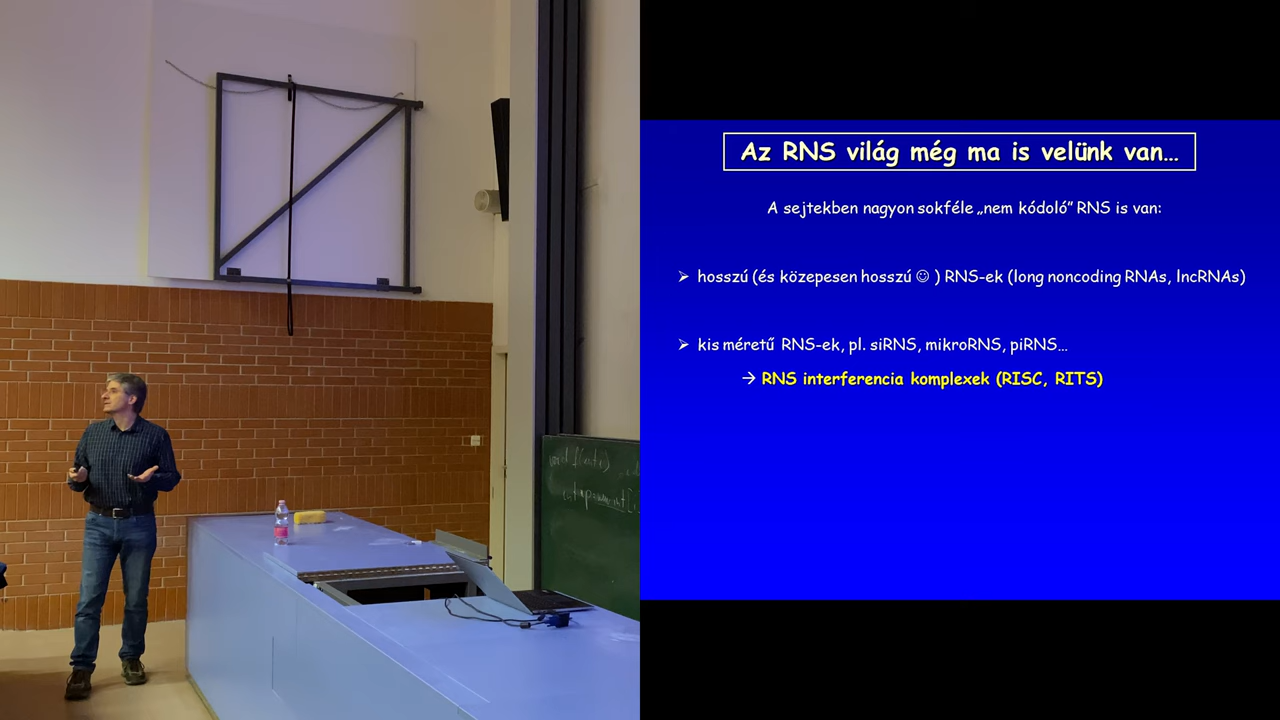 Az RNS világ még ma is velünk van…
A sejtekben nagyon sokféle „nem kódoló” RNS is van:
➢ hosszú (és közepesen hosszú ☺ ) RNS-ek (long noncoding RNAs, lncRNAs)
➢ kis méretű RNS-ek, pl. siRNS, mikroRNS, piRNS…
→ RNS interferencia komplexek (RISC, RITS)